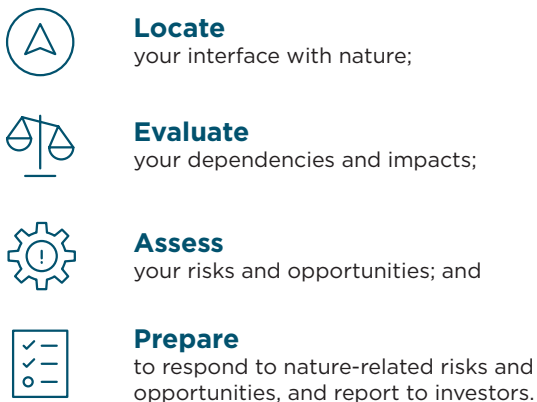 Locate
your interface with nature;
Evaluate
your dependencies and impacts;
Assess
your risks and opportunities; and
Prepare
to respond to nature-related risks and
opportunities, and report to investors.